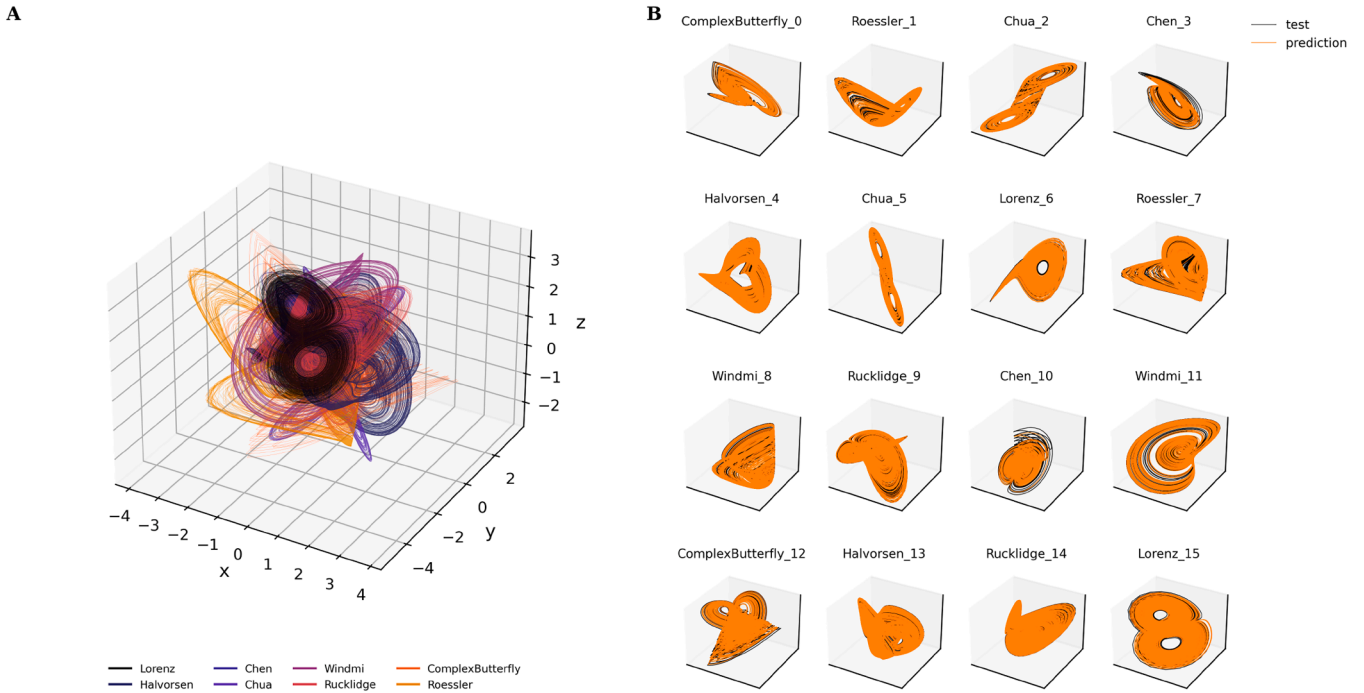 A
3
2
1
0
−1
−2
z
−4
−3
−2
−1
0
1
2
3
4
x
−4
−2
0
2
y
Lorenz
Halvorsen
Chen
Chua
Windmi
Rucklidge
ComplexButterfly
Roessler
B
ComplexButterfly_0
Roessler_1
Chua_2
Chen_3
test
prediction
Halvorsen_4
Chua_5
Lorenz_6
Roessler_7
Windmi_8
Rucklidge_9
Chen_10
Windmi_11
ComplexButterfly_12
Halvorsen_13
Rucklidge_14
Lorenz_15